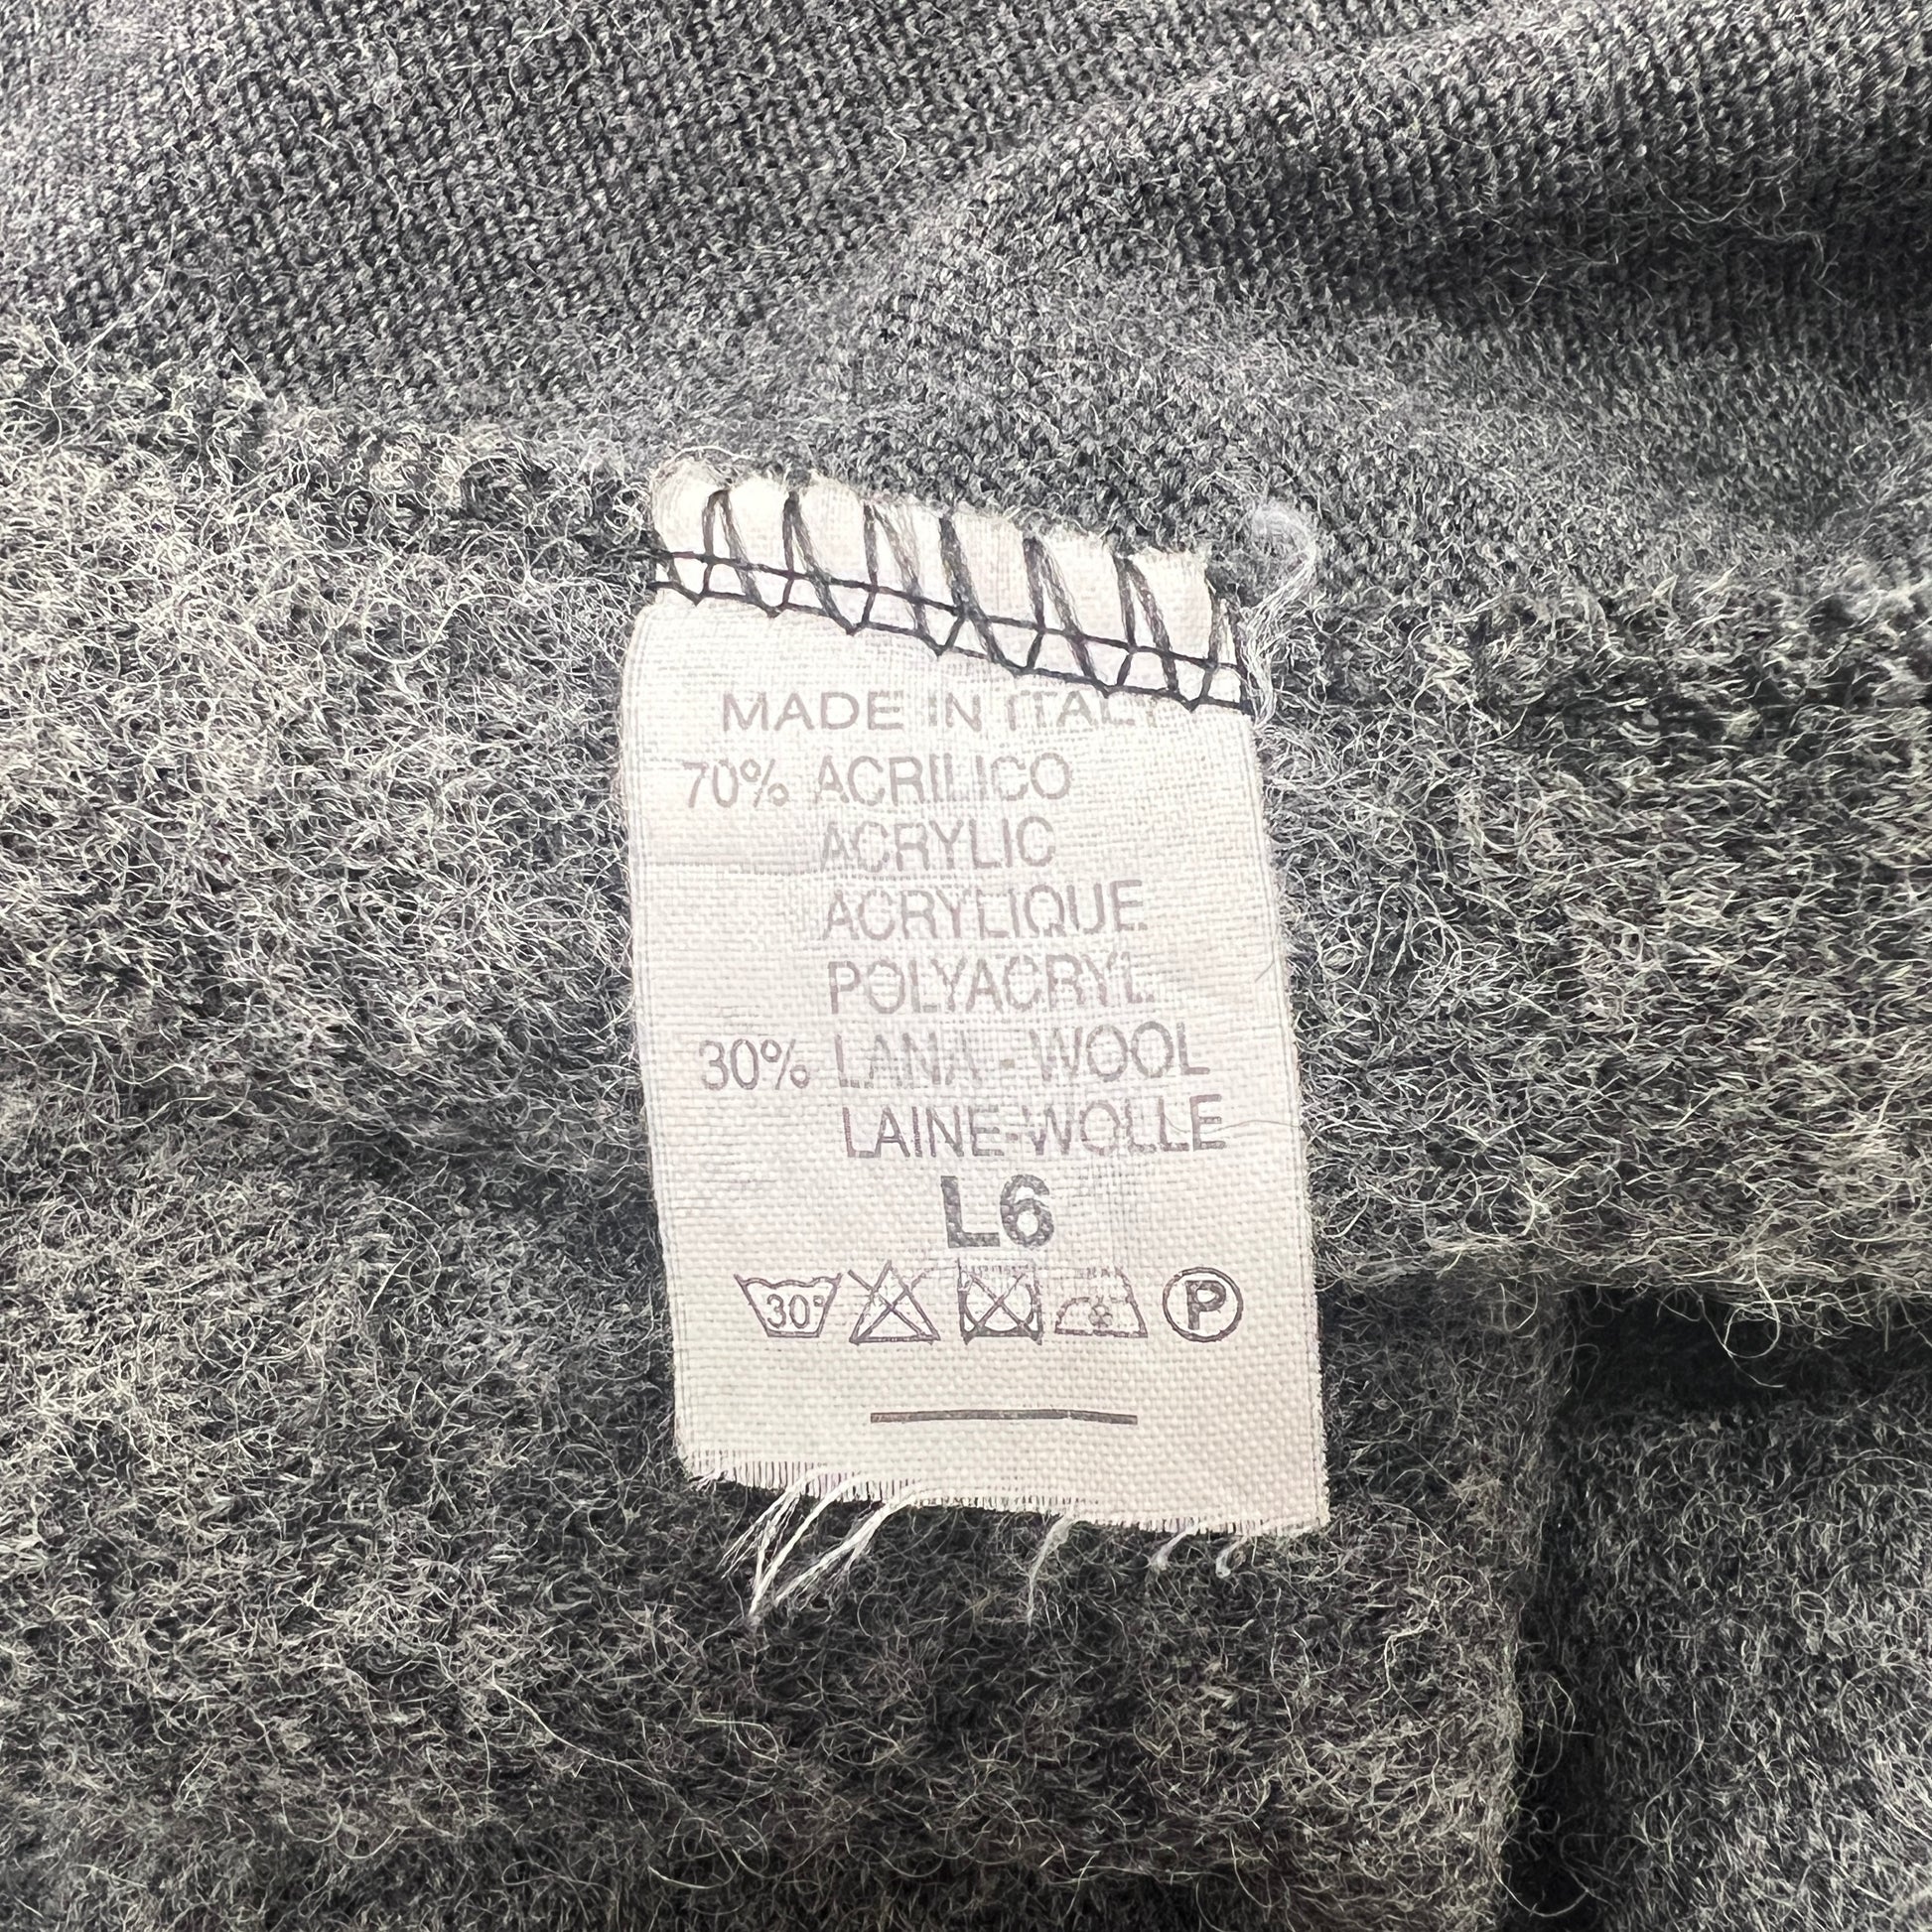 MADE IN ITALY
70% ACRILICO
ACRYLIC
ACRYLIQUE
POLYACRYL
30% LANA - WOOL
LAINE-WOLLE
L6
30° P